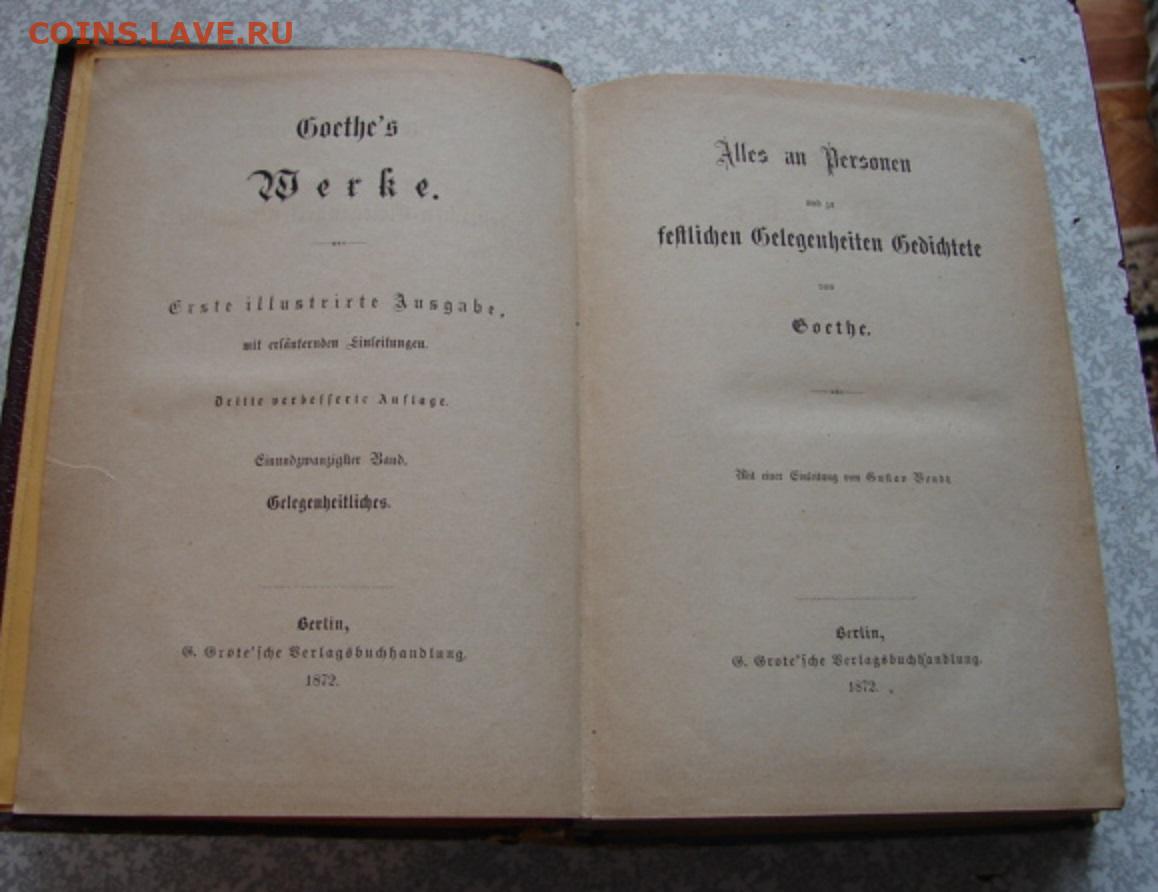 COINS.LAVE.RU
Goethe's
Werke.
Erste illustrirte Ausgabe,
mit erläuternden Einleitungen.
Dritte verbesserte Auflage.
Einundzwanzigster Band.
Gelegenheitliches.
Berlin,
G. Grote'sche Verlagsbuchhandlung.
1872.
Alles an Personen
und zu
festlichen Gelegenheiten Gedichtete
von
Goethe.
Mit einer Einleitung von Gustav Wendt
Berlin,
G. Grote'sche Verlagsbuchhandlung.
1872.